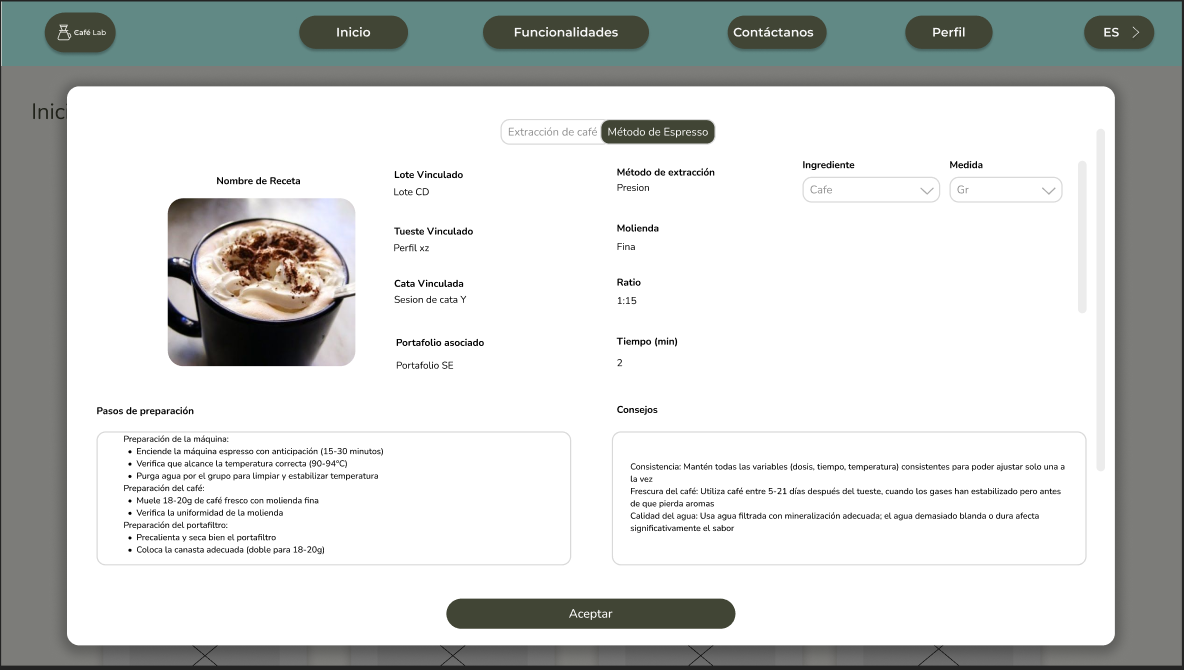 Café Lab
Inicio
Funcionalidades
Contáctanos
Perfil
ES
Inici
Extracción de café
Método de Espresso
Nombre de Receta
Lote Vinculado
Lote CD
Tueste Vinculado
Perfil xz
Cata Vinculada
Sesion de cata Y
Portafolio asociado
Portafolio SE
Método de extracción
Presion
Molienda
Fina
Ratio
1:15
Tiempo (min)
2
Ingrediente
Cafe
Medida
Gr
Pasos de preparación
Preparación de la máquina:
• Enciende la máquina espresso con anticipación (15-30 minutos)
• Verifica que alcance la temperatura correcta (90-94°C)
• Purga agua por el grupo para limpiar y estabilizar temperatura
Preparación del café:
• Muele 18-20g de café fresco con molienda fina
• Verifica la uniformidad de la molienda
Preparación del portafiltro:
• Precalienta y seca bien el portafiltro
• Coloca la canasta adecuada (doble para 18-20g)
Consejos
Consistencia: Mantén todas las variables (dosis, tiempo, temperatura) consistentes para poder ajustar solo una a
la vez
Frescura del café: Utiliza café entre 5-21 días después del tueste, cuando los gases han estabilizado pero antes
de que pierda aromas
Calidad del agua: Usa agua filtrada con mineralización adecuada; el agua demasiado blanda o dura afecta
significativamente el sabor
Aceptar